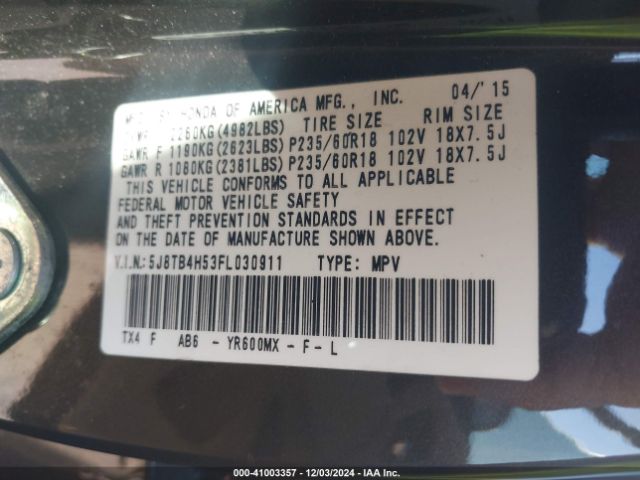 MFD. BY HONDA OF AMERICA MFG., INC. 04/'15
GVWR 2260KG(4982LBS) TIRE SIZE RIM SIZE
GAWR F 1190KG(2623LBS) P235/60R18 102V 18X7.5J
GAWR R 1080KG(2381LBS) P235/60R18 102V 18X7.5J
THIS VEHICLE CONFORMS TO ALL APPLICABLE
FEDERAL MOTOR VEHICLE SAFETY
AND THEFT PREVENTION STANDARDS IN EFFECT
ON THE DATE OF MANUFACTURE SHOWN ABOVE.
V.I.N.:5J8TB4H53FL030911 TYPE: MPV
TX4 F AB6 - YR600MX - F - L
000-41003357 - 12/03/2024 - IAA Inc.